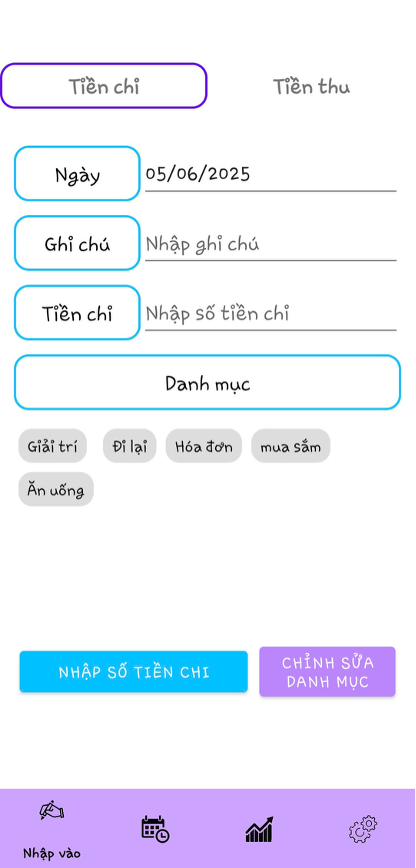 Tiền chi Tiền thu
Ngày 05/06/2025
Ghi chú Nhập ghi chú
Tiền chi Nhập số tiền chi
Danh mục
Giải trí Đi lại Hóa đơn mua sắm
Ăn uống
NHẬP SỐ TIỀN CHI
CHỈNH SỬA
DANH MỤC
Nhập vào